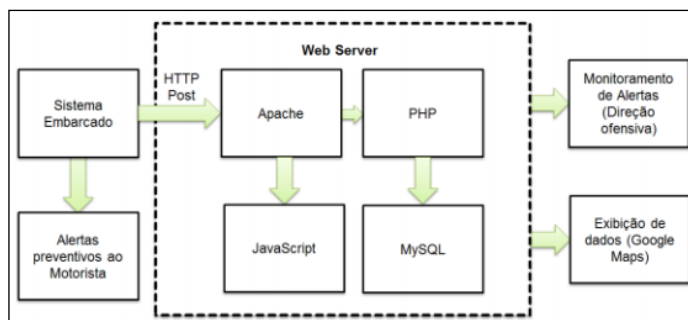 Web Server
HTTP
Post
Sistema
Embarcado
Apache
PHP
Monitoramento
de Alertas
(Direção
ofensiva)
Alertas
preventivos ao
Motorista
JavaScript
MySQL
Exibição de
dados (Google
Maps)